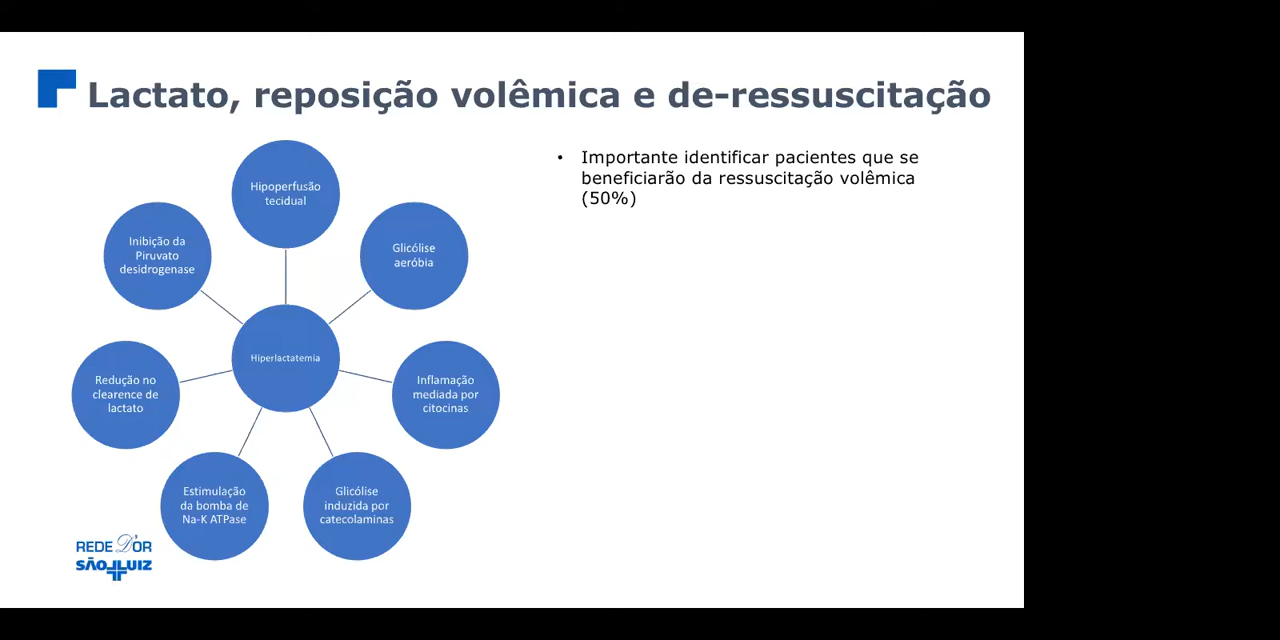 Lactato, reposição volêmica e de-ressuscitação
Hipoperfusão
tecidual
Glicólise
aeróbia
Inflamação
mediada por
citocinas
Glicólise
induzida por
catecolaminas
Estimulação
da bomba de
Na-K ATPase
Redução no
clearence de
lactato
Inibição da
Piruvato
desidrogenase
Hiperlactatemia
• Importante identificar pacientes que se
beneficiarão da ressuscitação volêmica
(50%)
REDE D'OR
SÃO LUIZ